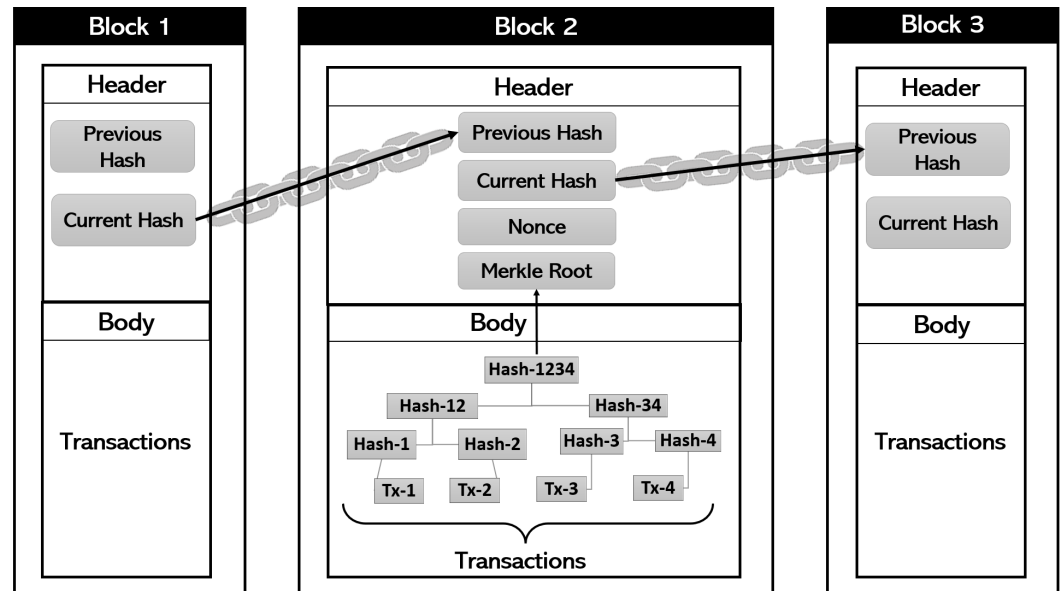 Block 1
Header
Previous
Hash
Current Hash
Body
Transactions
Block 2
Header
Previous Hash
Current Hash
Nonce
Merkle Root
Body
Hash-1234
Hash-12
Hash-34
Hash-1
Hash-2
Hash-3
Hash-4
Tx-1
Tx-2
Tx-3
Tx-4
Transactions
Block 3
Header
Previous
Hash
Current Hash
Body
Transactions